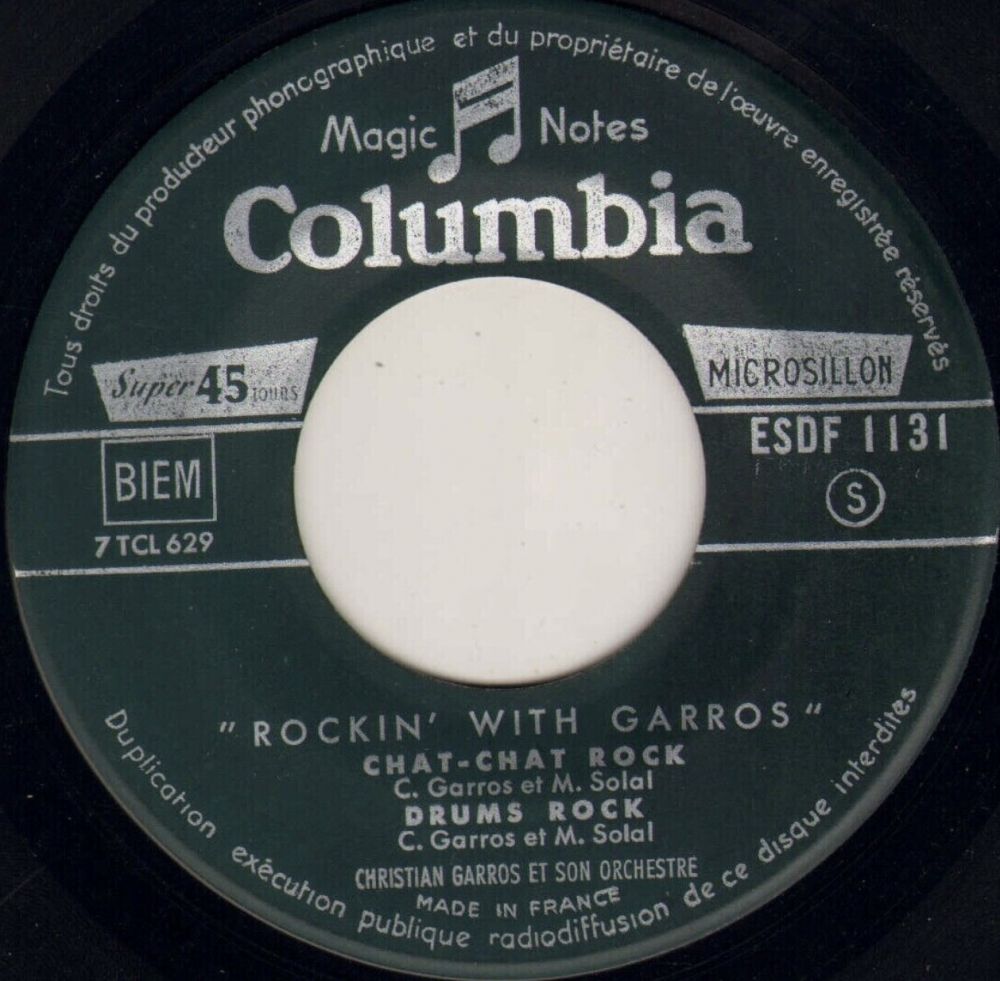 Tous droits du producteur phonographique et du propriétaire de l'œuvre enregistrée réservés
Magic Notes
Columbia
Super 45 TOURS
MICROSILLON
BIEM
7 TCL 629
ESDF 1131
S
" ROCKIN' WITH GARROS "
CHAT-CHAT ROCK
C. Garros et M. Solal
DRUMS ROCK
C. Garros et M. Solal
CHRISTIAN GARROS ET SON ORCHESTRE
MADE IN FRANCE
Duplication exécution publique radiodiffusion de ce disque interdites